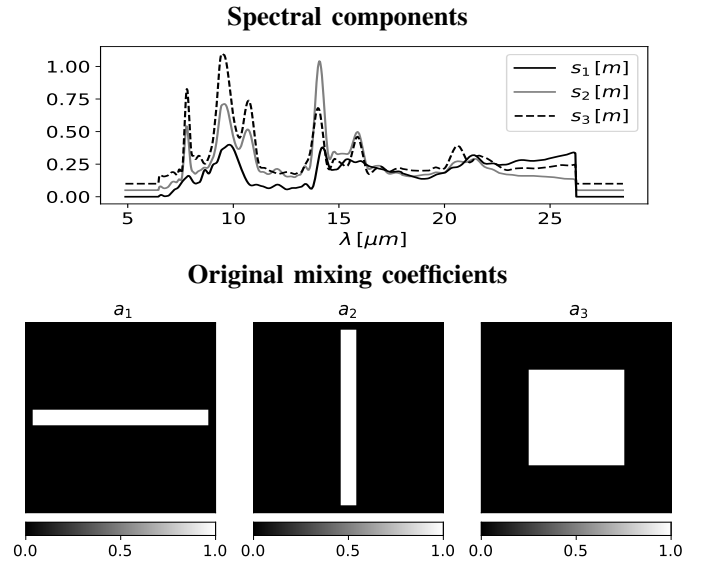 Spectral components
1.00
0.75
0.50
0.25
0.00
s₁ [m]
s₂ [m]
s₃ [m]
5 10 15 20 25
λ [μm]
Original mixing coefficients
a₁ a₂ a₃
0.0 0.5 1.0 0.0 0.5 1.0 0.0 0.5 1.0